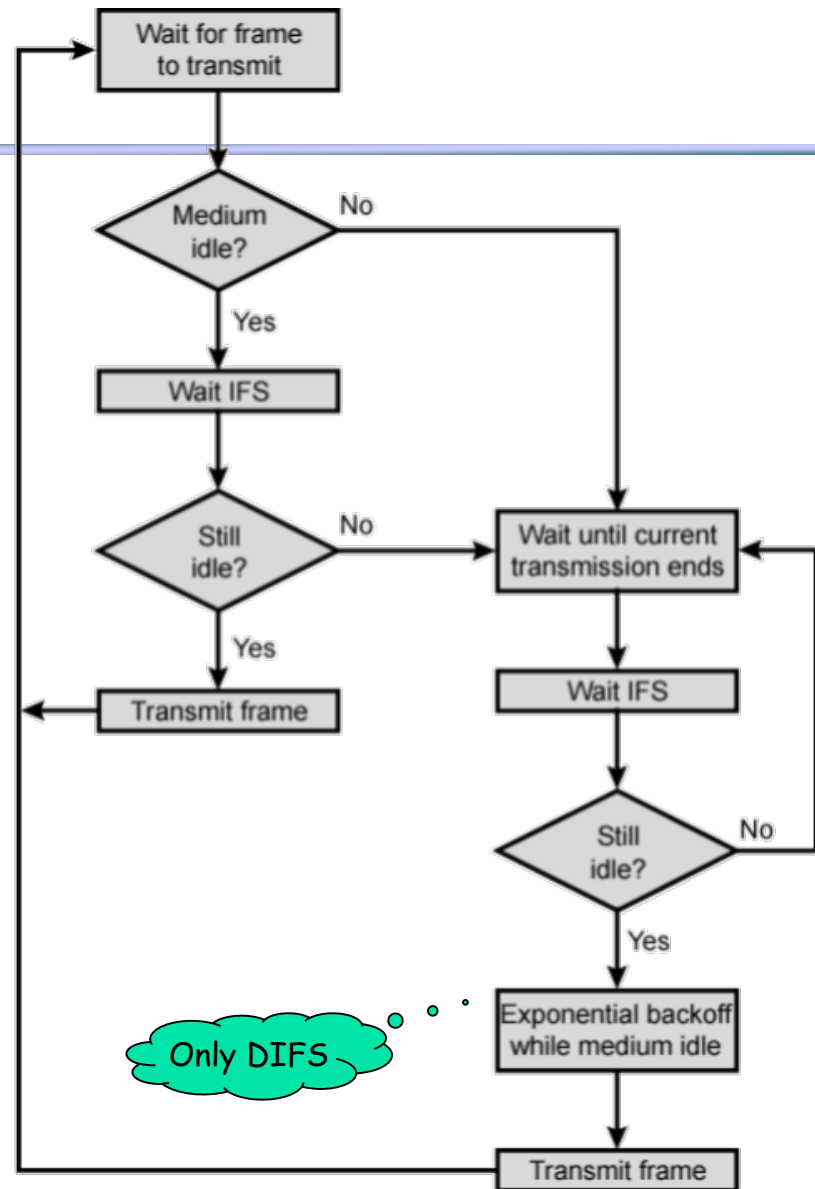 Wait for frame
to transmit
Medium
idle?
No
Yes
Wait IFS
Still
idle?
No
Yes
Transmit frame
Wait until current
transmission ends
Wait IFS
Still
idle?
No
Yes
Exponential backoff
while medium idle
Only DIFS
Transmit frame